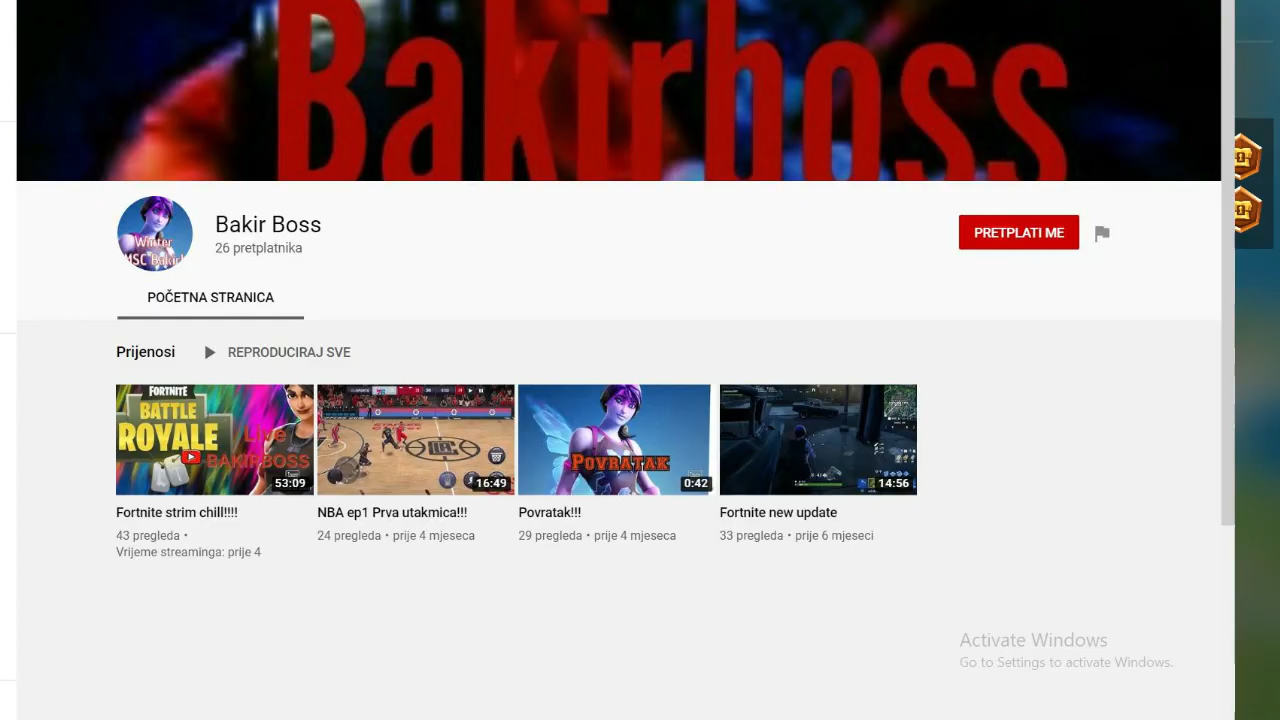 Bakirboss
Winter
MSC Bakir
Bakir Boss
26 pretplatnika
PRETPLATI ME
POČETNA STRANICA
Prijenosi
REPRODUCIRAJ SVE
FORTNITE
BATTLE
ROYALE
Live
BAKIRBOSS
53:09
16:49
POVRATAK
0:42
14:56
Fortnite strim chill!!!!
43 pregleda •
Vrijeme streaminga: prije 4
NBA ep1 Prva utakmica!!!
24 pregleda • prije 4 mjeseca
Povratak!!!
29 pregleda • prije 4 mjeseca
Fortnite new update
33 pregleda • prije 6 mjeseci
Activate Windows
Go to Settings to activate Windows.